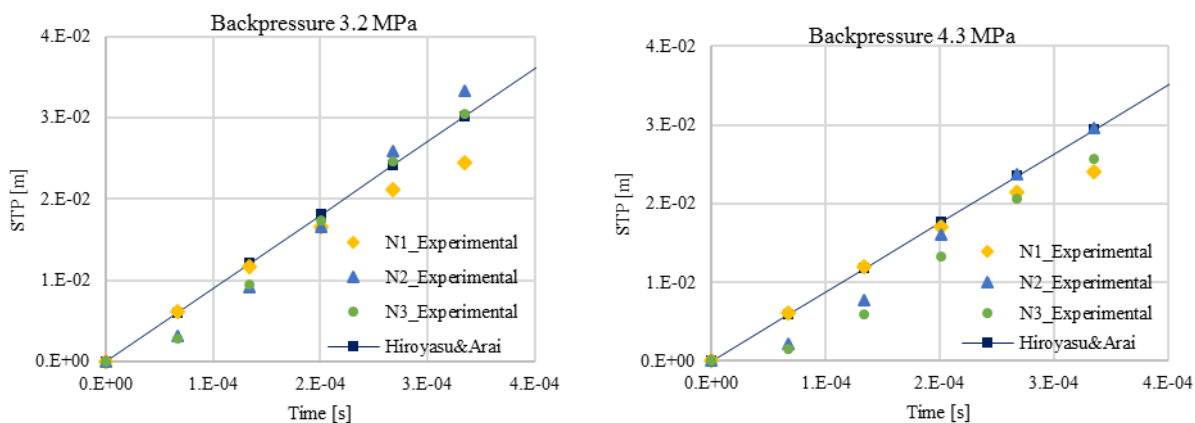 Backpressure 3.2 MPa
4.E-02
3.E-02
2.E-02
1.E-02
0.E+00
STP [m]
N1_Experimental
N2_Experimental
N3_Experimental
Hiroyasu&Arai
0.E+00 1.E-04 2.E-04 3.E-04 4.E-04
Time [s]
Backpressure 4.3 MPa
4.E-02
3.E-02
2.E-02
1.E-02
0.E+00
STP [m]
N1_Experimental
N2_Experimental
N3_Experimental
Hiroyasu&Arai
0.E+00 1.E-04 2.E-04 3.E-04 4.E-04
Time [s]